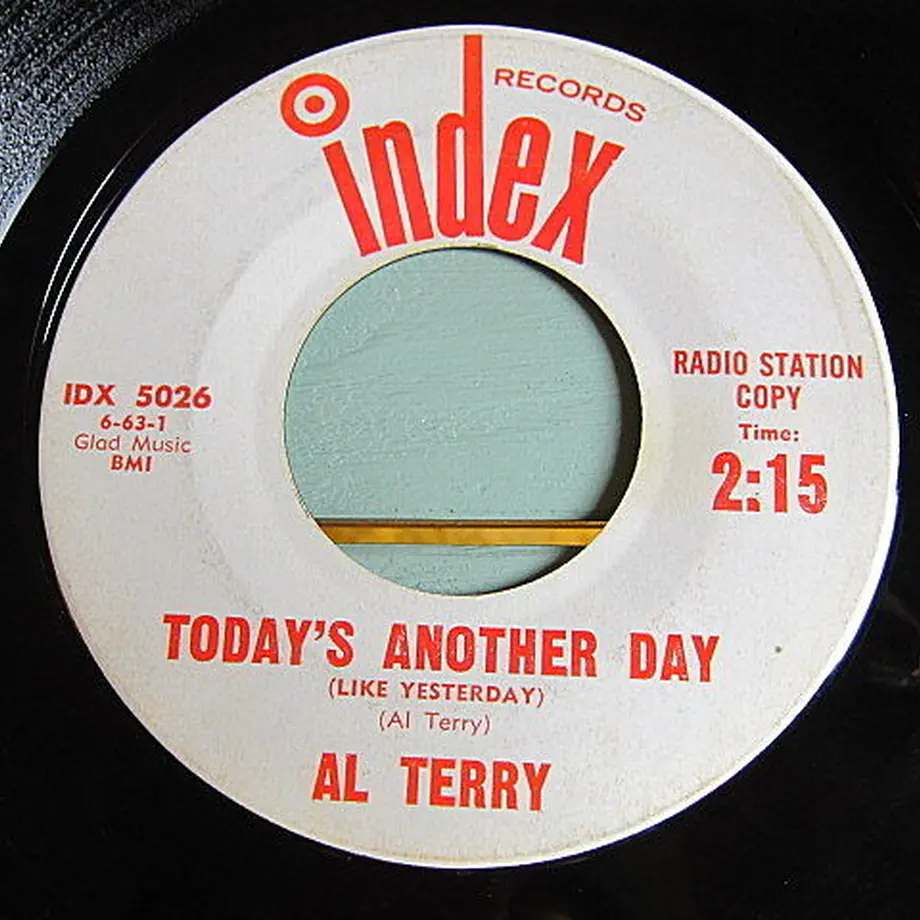 index RECORDS
IDX 5026
6-63-1
Glad Music
BMI
RADIO STATION
COPY
Time:
2:15
TODAY'S ANOTHER DAY
(LIKE YESTERDAY)
(Al Terry)
AL TERRY